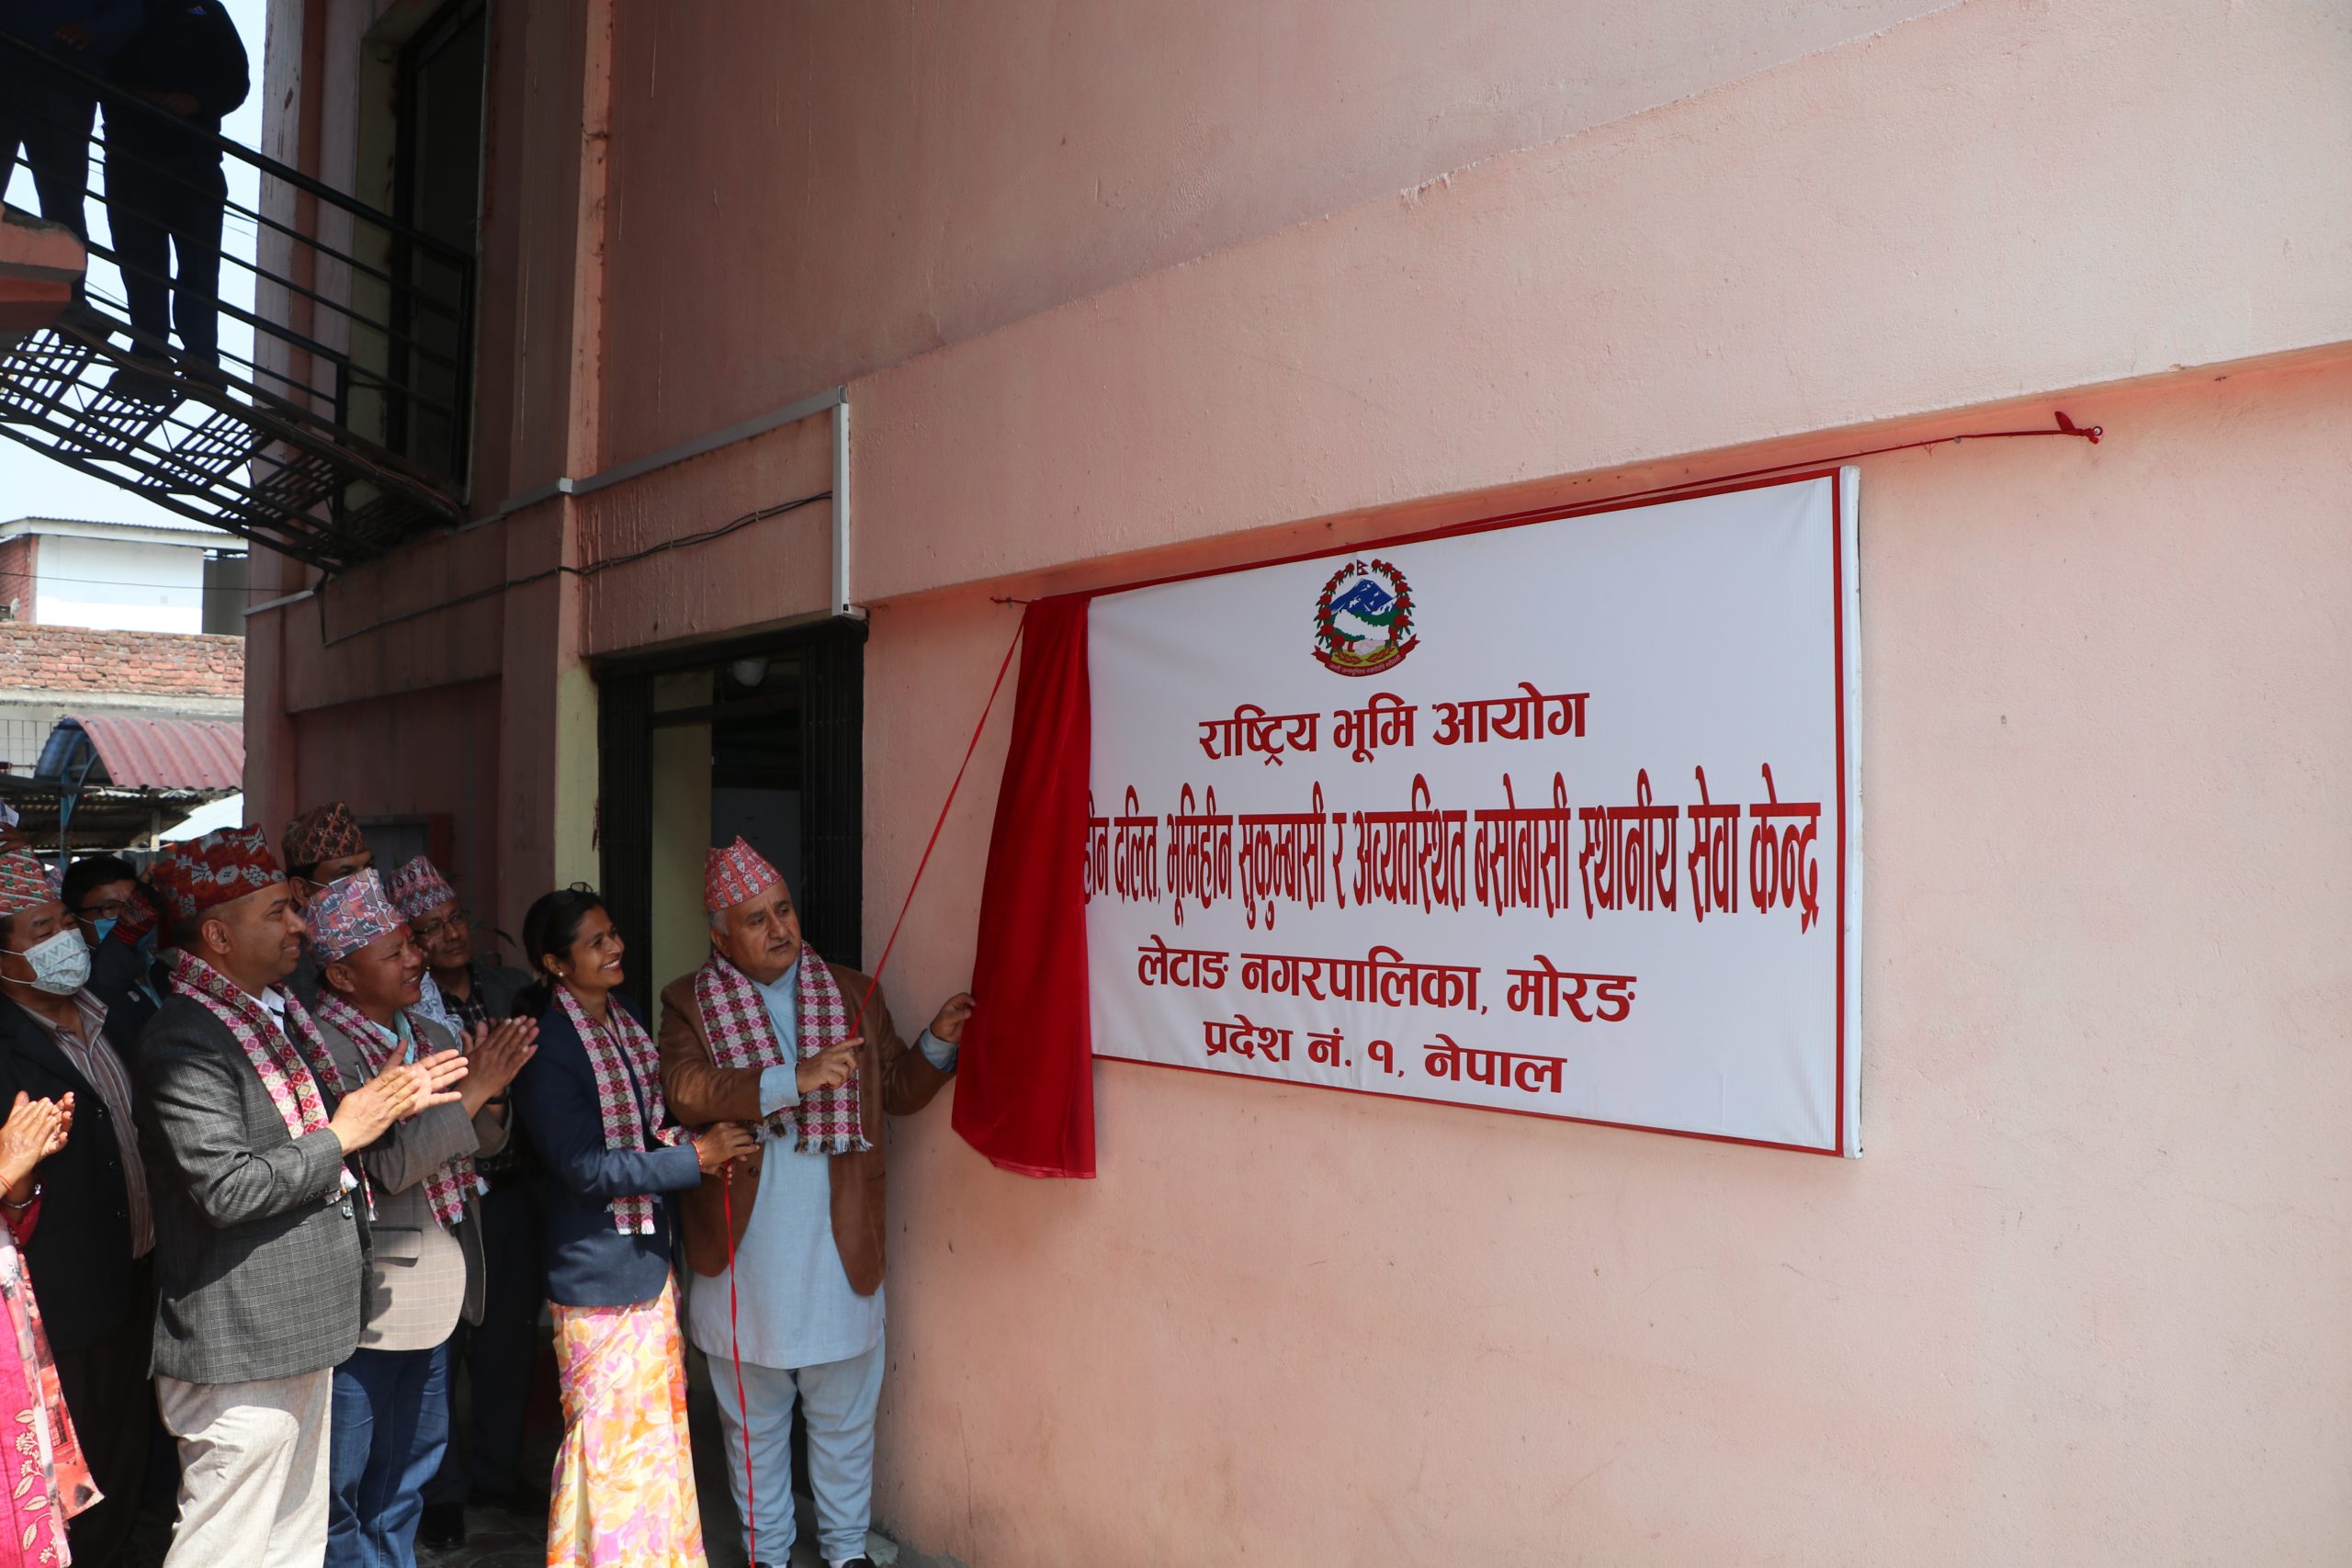 राष्ट्रिय भूमि आयोग
हीन दलित, भूमिहीन सुकुम्बासी र अव्यवस्थित बसोबासी स्थानीय सेवा केन्द्र
लेटाङ नगरपालिका, मोरङ
प्रदेश नं. १, नेपाल